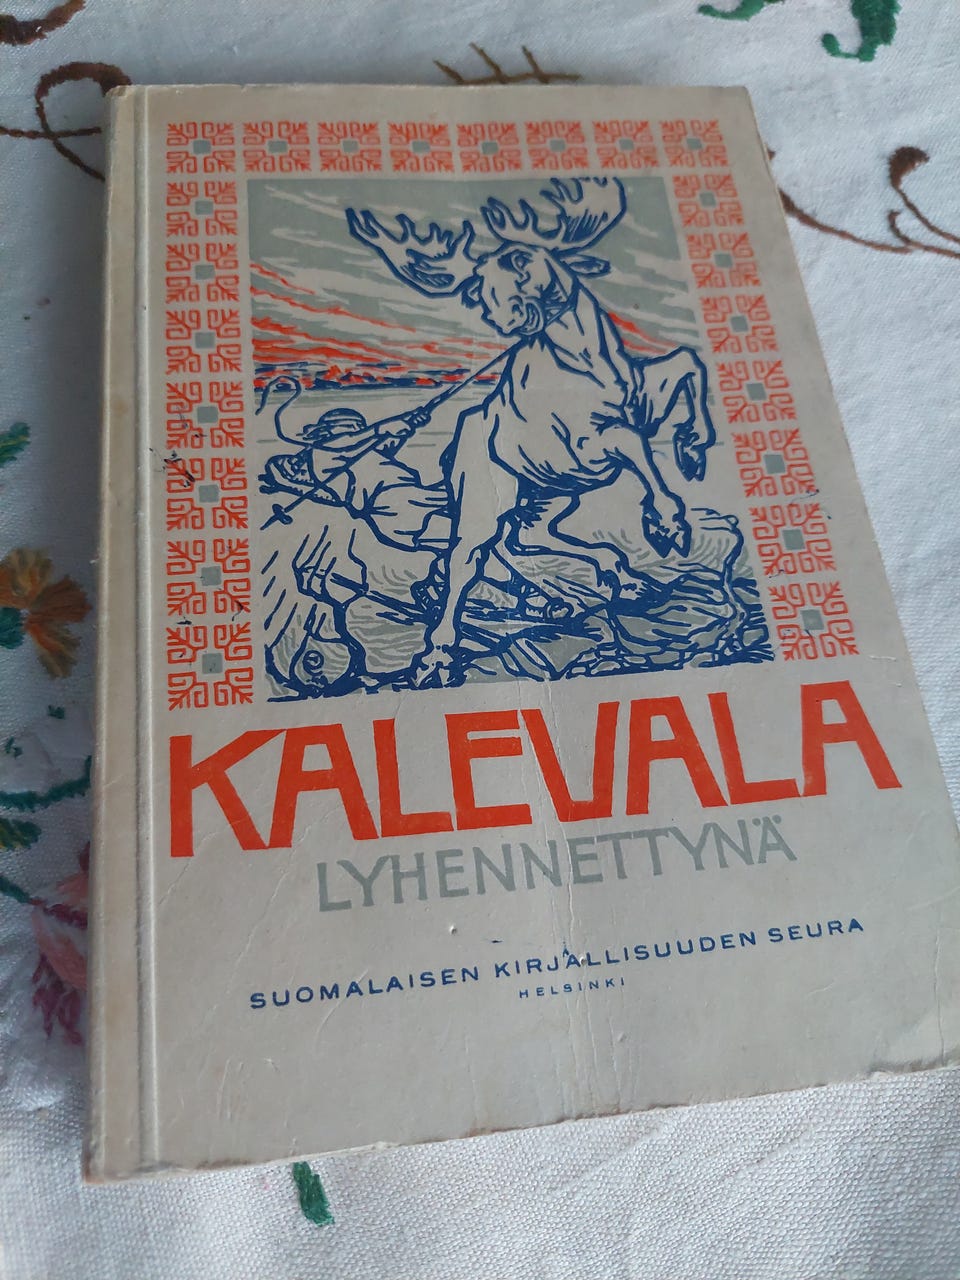 KALEVALA
LYHENNETTYNÄ
SUOMALAISEN KIRJALLISUUDEN SEURA
HELSINKI